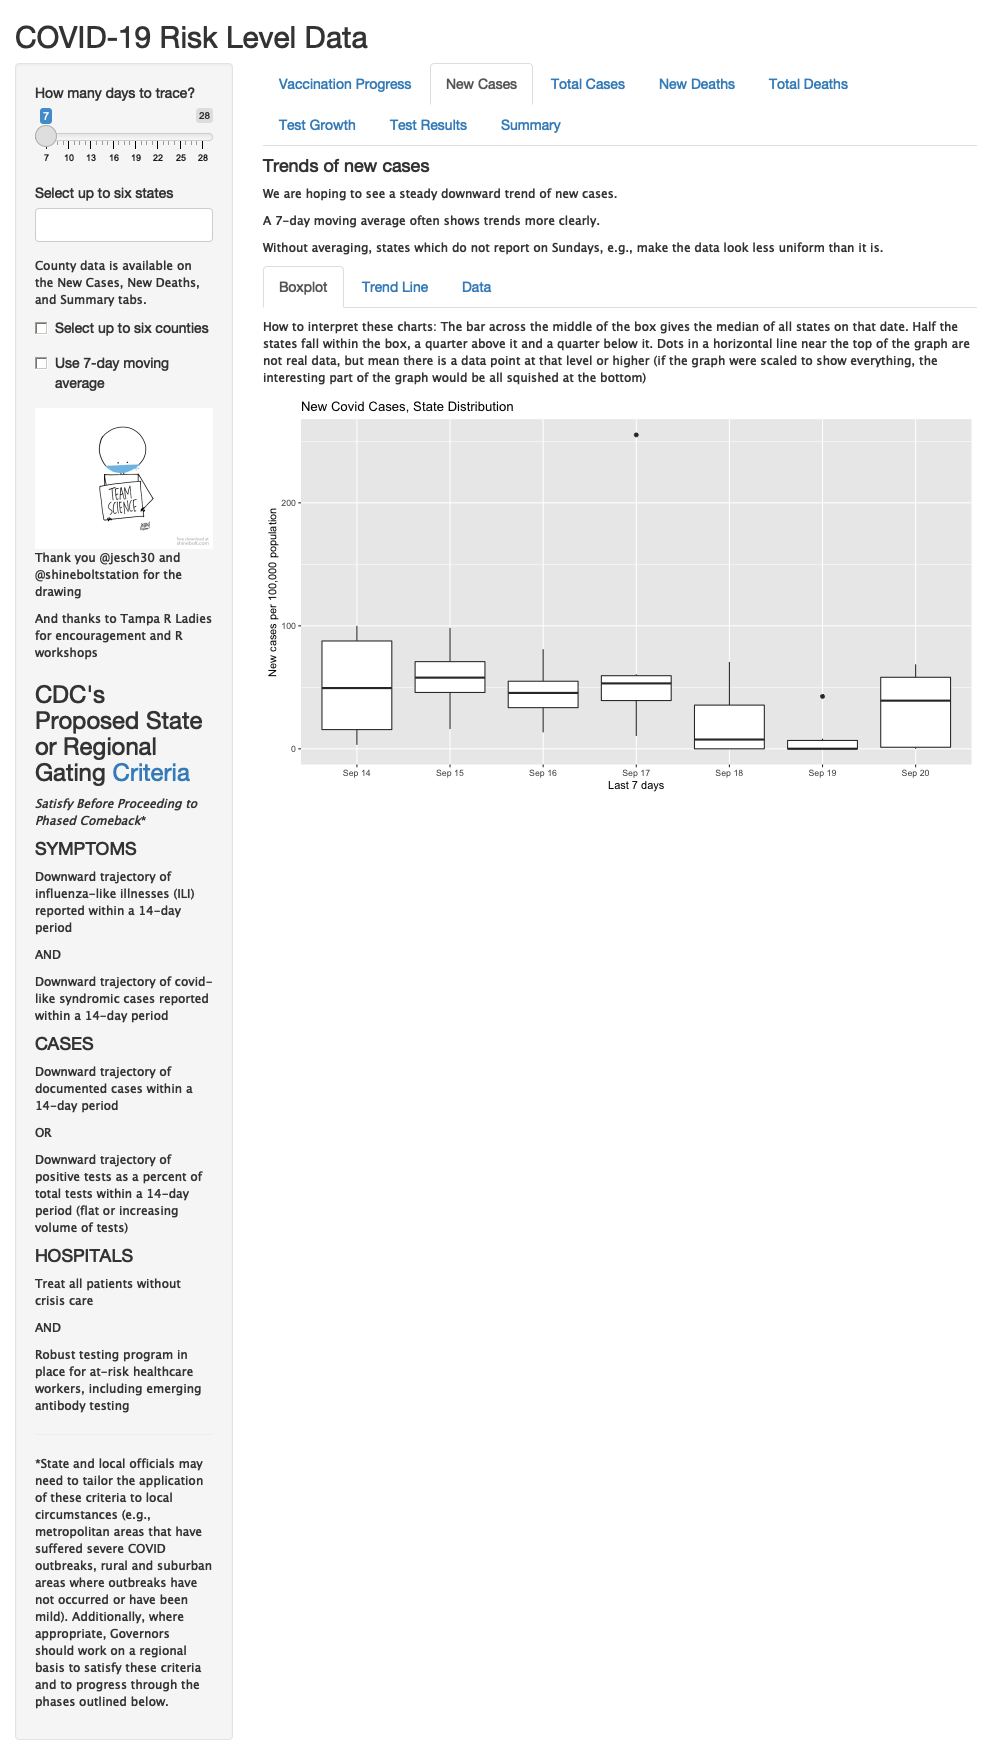 COVID-19 Risk Level Data
How many days to trace?
7
28
7 10 13 16 19 22 25 28
Select up to six states
County data is available on
the New Cases, New Deaths,
and Summary tabs.
Select up to six counties
Use 7-day moving
average
TEAM
SCIENCE
Thank you @jesch30 and
@shineboltstation for the
drawing
And thanks to Tampa R Ladies
for encouragement and R
workshops
CDC's
Proposed State
or Regional
Gating Criteria
Satisfy Before Proceeding to
Phased Comeback*
SYMPTOMS
Downward trajectory of
influenza-like illnesses (ILI)
reported within a 14-day
period
AND
Downward trajectory of covid-
like syndromic cases reported
within a 14-day period
CASES
Downward trajectory of
documented cases within a
14-day period
OR
Downward trajectory of
positive tests as a percent of
total tests within a 14-day
period (flat or increasing
volume of tests)
HOSPITALS
Treat all patients without
crisis care
AND
Robust testing program in
place for at-risk healthcare
workers, including emerging
antibody testing
*State and local officials may
need to tailor the application
of these criteria to local
circumstances (e.g.,
metropolitan areas that have
suffered severe COVID
outbreaks, rural and suburban
areas where outbreaks have
not occurred or have been
mild). Additionally, where
appropriate, Governors
should work on a regional
basis to satisfy these criteria
and to progress through the
phases outlined below.
Vaccination Progress New Cases Total Cases New Deaths Total Deaths
Test Growth Test Results Summary
Trends of new cases
We are hoping to see a steady downward trend of new cases.
A 7-day moving average often shows trends more clearly.
Without averaging, states which do not report on Sundays, e.g., make the data look less uniform than it is.
Boxplot Trend Line Data
How to interpret these charts: The bar across the middle of the box gives the median of all states on that date. Half the
states fall within the box, a quarter above it and a quarter below it. Dots in a horizontal line near the top of the graph are
not real data, but mean there is a data point at that level or higher (if the graph were scaled to show everything, the
interesting part of the graph would be all squished at the bottom)
New Covid Cases, State Distribution
New cases per 100,000 population
200
100
0
Sep 14 Sep 15 Sep 16 Sep 17 Sep 18 Sep 19 Sep 20
Last 7 days